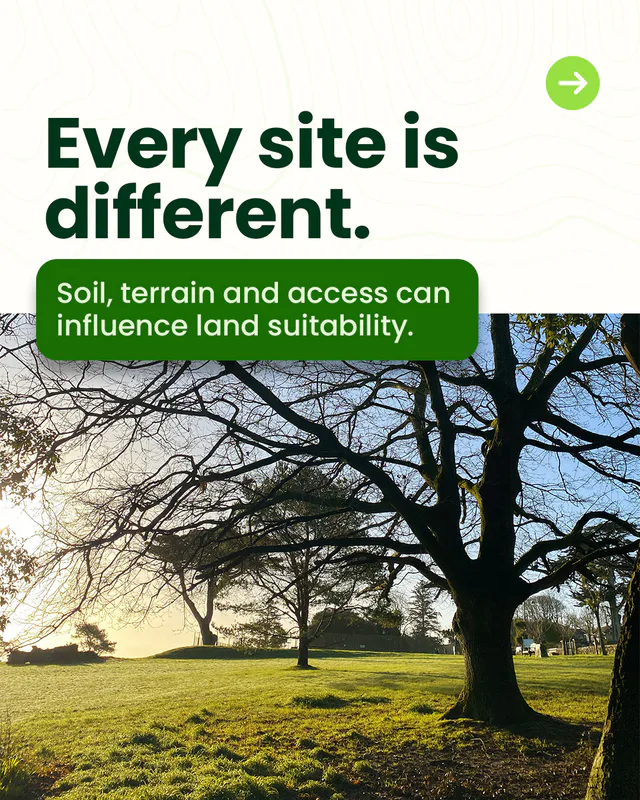 Every site is
different.
Soil, terrain and access can
influence land suitability.